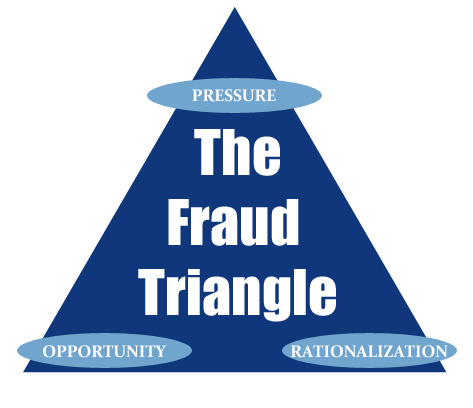 PRESSURE
The
Fraud
Triangle
OPPORTUNITY
RATIONALIZATION